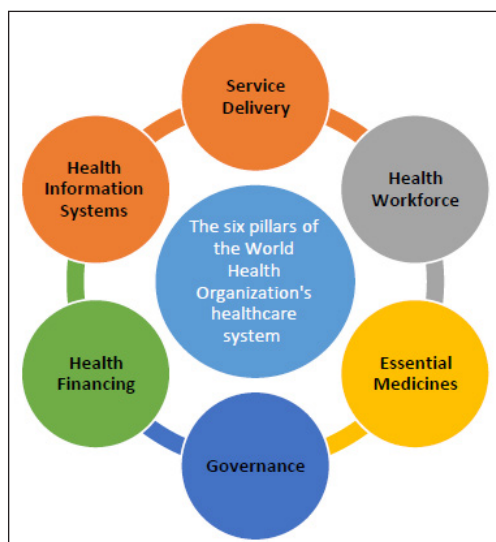 Service
Delivery
Health
Information
Systems
Health
Workforce
The six pillars of
the World
Health
Organization's
healthcare
system
Health
Financing
Essential
Medicines
Governance